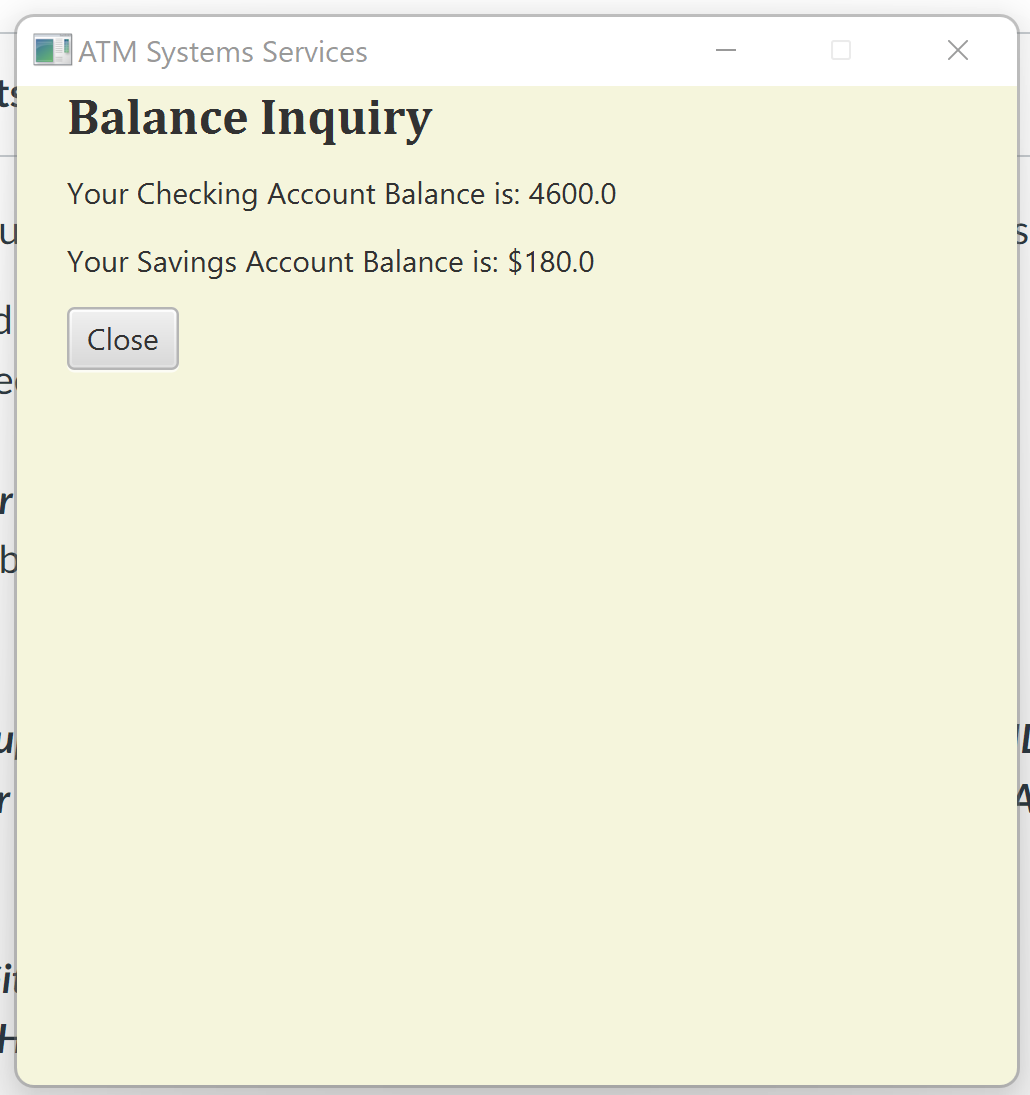 ATM Systems Services
Balance Inquiry
Your Checking Account Balance is: 4600.0
Your Savings Account Balance is: $180.0
Close